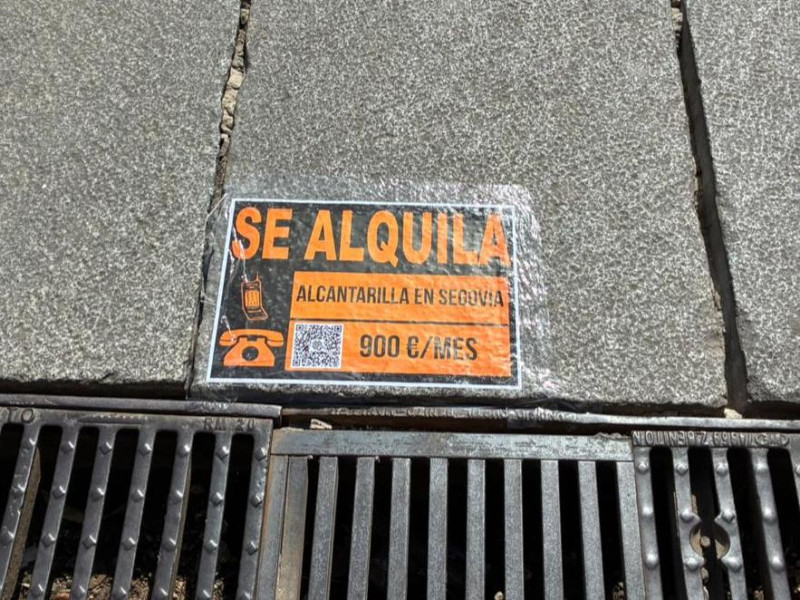 SE ALQUILA
ALCANTARILLA EN SEGOVIA
900 €/MES